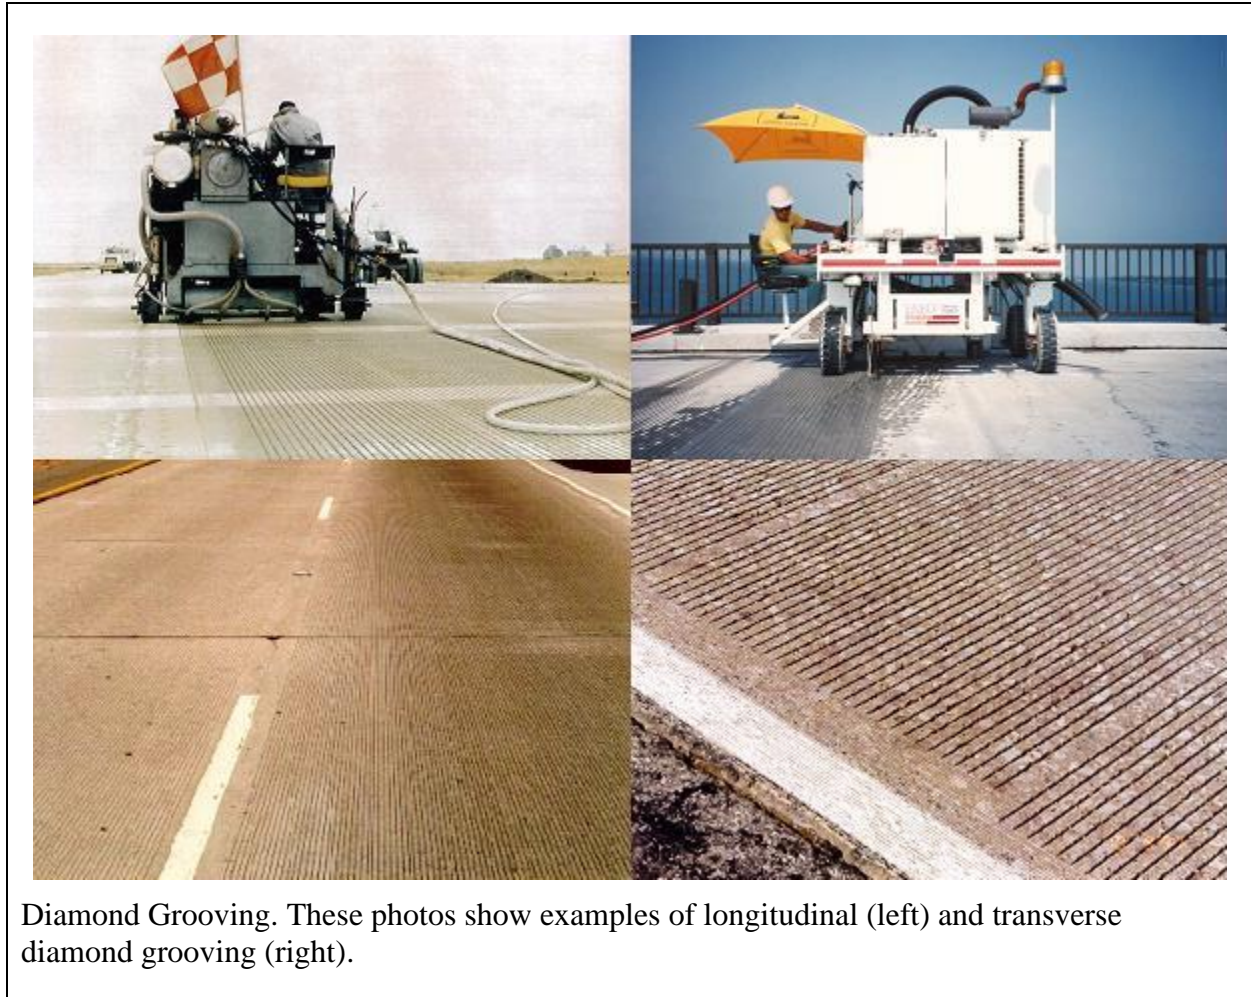 Diamond Grooving. These photos show examples of longitudinal (left) and transverse
diamond grooving (right).